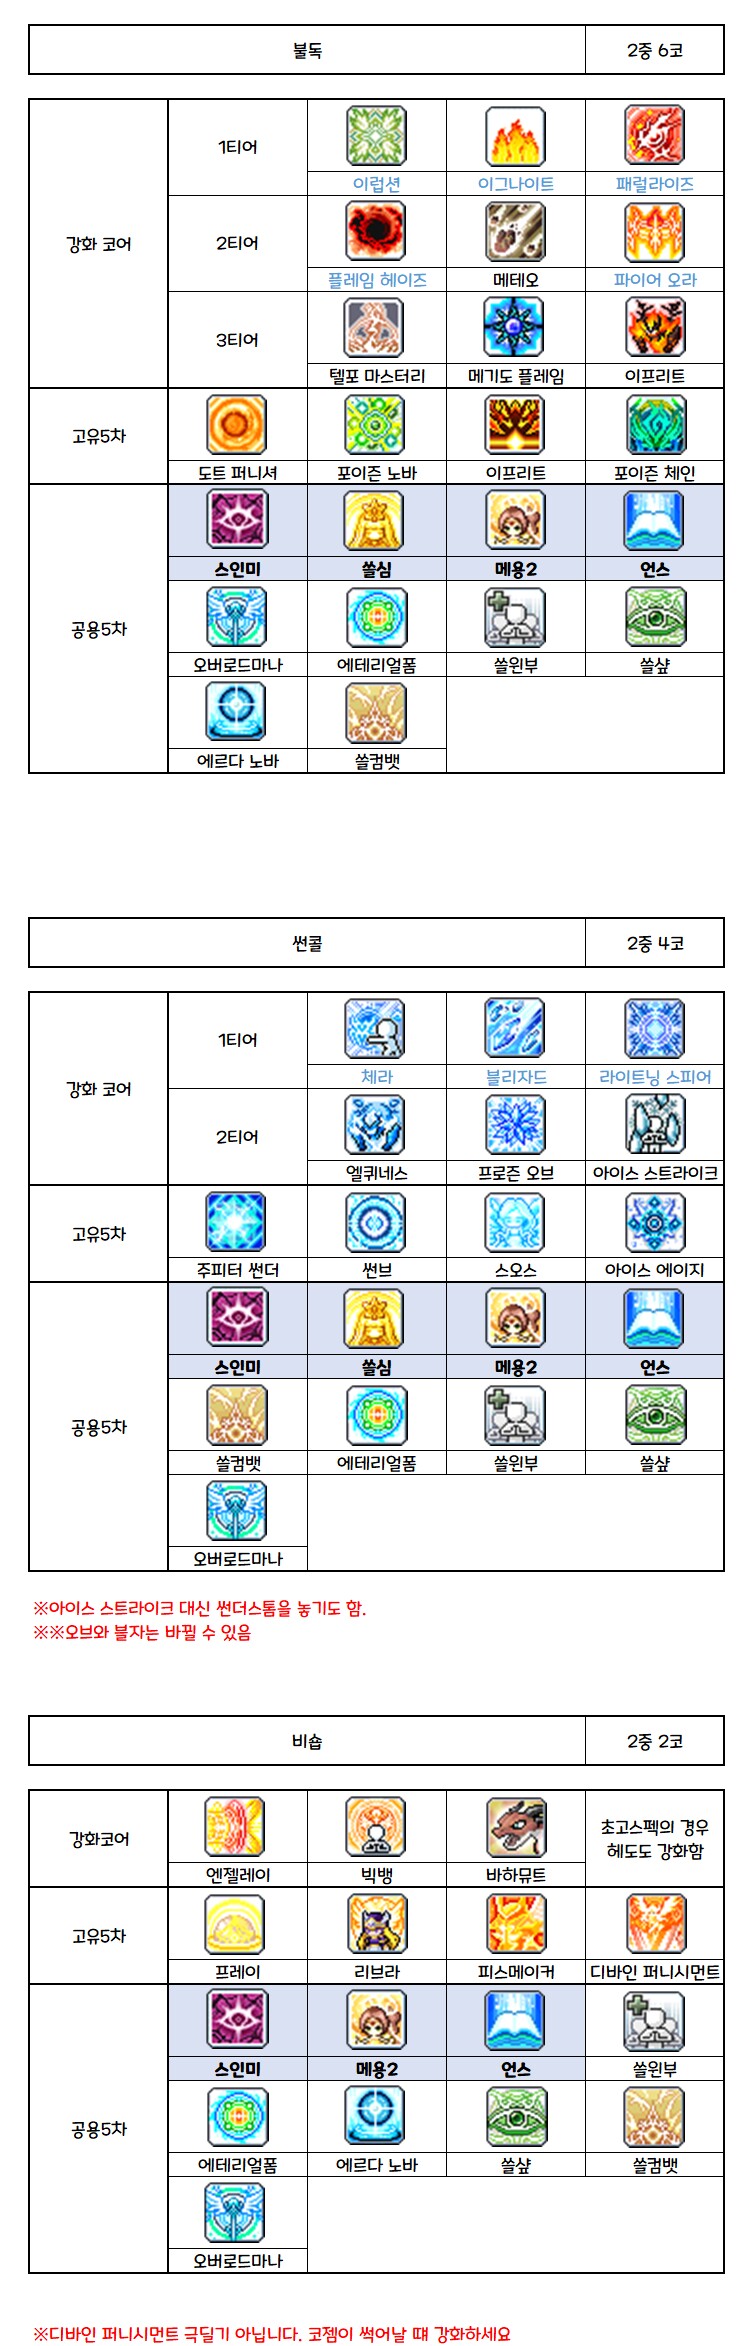 불독
2중 6코
강화 코어
1티어
이럽션
이그나이트
패럴라이즈
2티어
플레임 헤이즈
메테오
파이어 오라
3티어
텔포 마스터리
메기도 플레임
이프리트
고유5차
도트 퍼니셔
포이즌 노바
이프리트
포이즌 체인
공용5차
스인미
쓸심
메용2
언스
오버로드마나
에테리얼폼
쓸윈부
쓸샾
에르다 노바
쓸컴뱃
썬콜
2중 4코
강화 코어
1티어
체라
블리자드
라이트닝 스피어
2티어
엘퀴네스
프로즌 오브
아이스 스트라이크
고유5차
주피터 썬더
썬브
스오스
아이스 에이지
공용5차
스인미
쓸심
메용2
언스
쓸컴뱃
에테리얼폼
쓸윈부
쓸샾
오버로드마나
※아이스 스트라이크 대신 썬더스톰을 놓기도 함.
※※오브와 블자는 바뀔 수 있음
비숍
2중 2코
강화코어
엔젤레이
빅뱅
바하뮤트
초고스펙의 경우
헤도도 강화함
고유5차
프레이
리브라
피스메이커
디바인 퍼니시먼트
공용5차
스인미
메용2
언스
쓸윈부
에테리얼폼
에르다 노바
쓸샾
쓸컴뱃
오버로드마나
※디바인 퍼니시먼트 극딜기 아닙니다. 코젬이 썩어날 떄 강화하세요